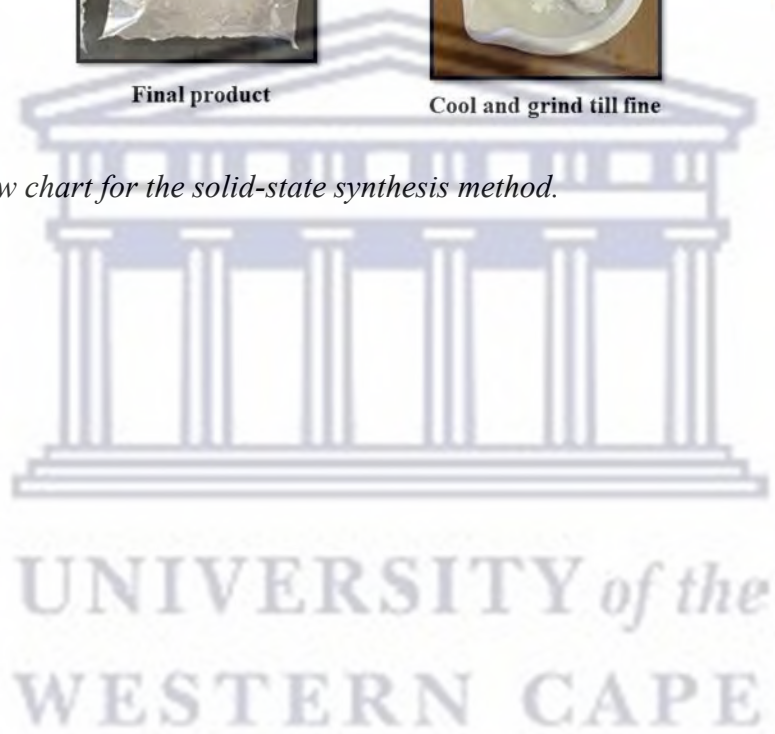 Final product
Cool and grind till fine
w chart for the solid-state synthesis method.
UNIVERSITY of the
WESTERN CAPE